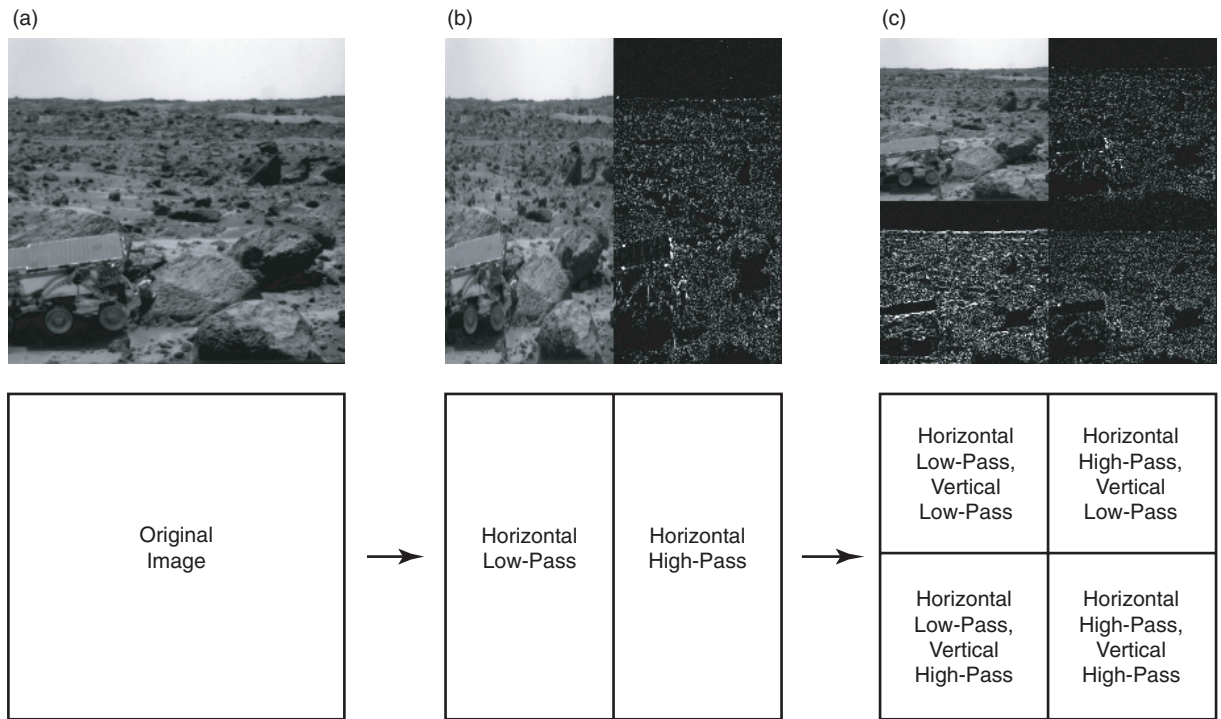 (a)
(b)
(c)
Original
Image
Horizontal
Low-Pass
Horizontal
High-Pass
Horizontal
Low-Pass,
Vertical
Low-Pass
Horizontal
High-Pass,
Vertical
Low-Pass
Horizontal
Low-Pass,
Vertical
High-Pass
Horizontal
High-Pass,
Vertical
High-Pass